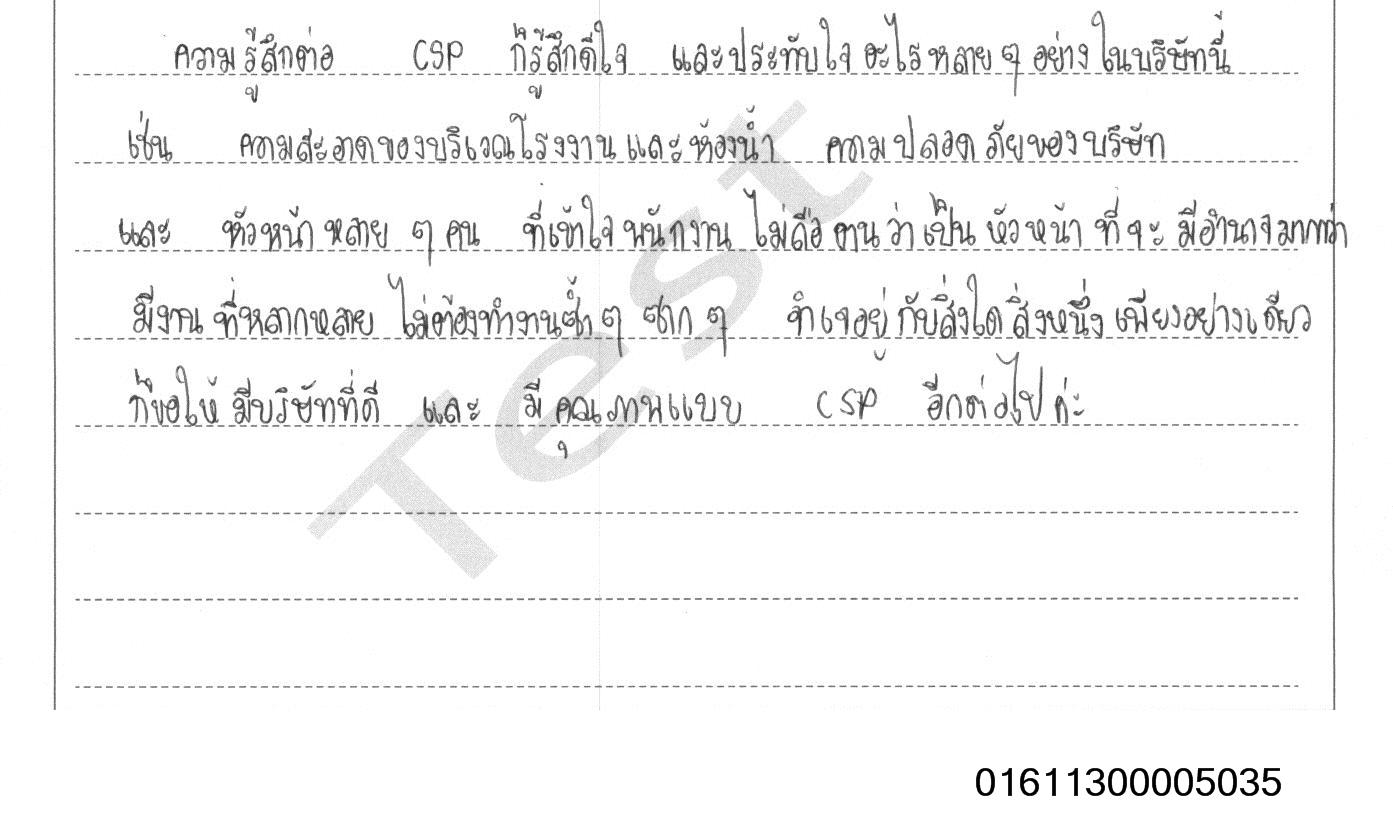 ความรู้สึกต่อ CSP ก็รู้สึกดีใจ และประทับใจอะไรหลาย ๆ อย่างในบริษัทนี้
เช่น ความสะอาดของบริเวณโรงงานและห้องน้ำ ความปลอดภัยของบริษัท
และ หัวหน้าหลาย ๆ คน ที่เข้าใจพนักงาน ไม่ถือตนว่าเป็นหัวหน้าที่จะมีอำนาจมากกว่า
มีงานที่หลากหลาย ไม่ต้องทำงานซ้ำ ๆ ซาก ๆ จำเจอยู่กับสิ่งใดสิ่งหนึ่งเพียงอย่างเดียว
ก็ขอให้มีบริษัทที่ดี และ มีคุณภาพแบบ CSP อีกต่อไปค่ะ
Test
01611300005035